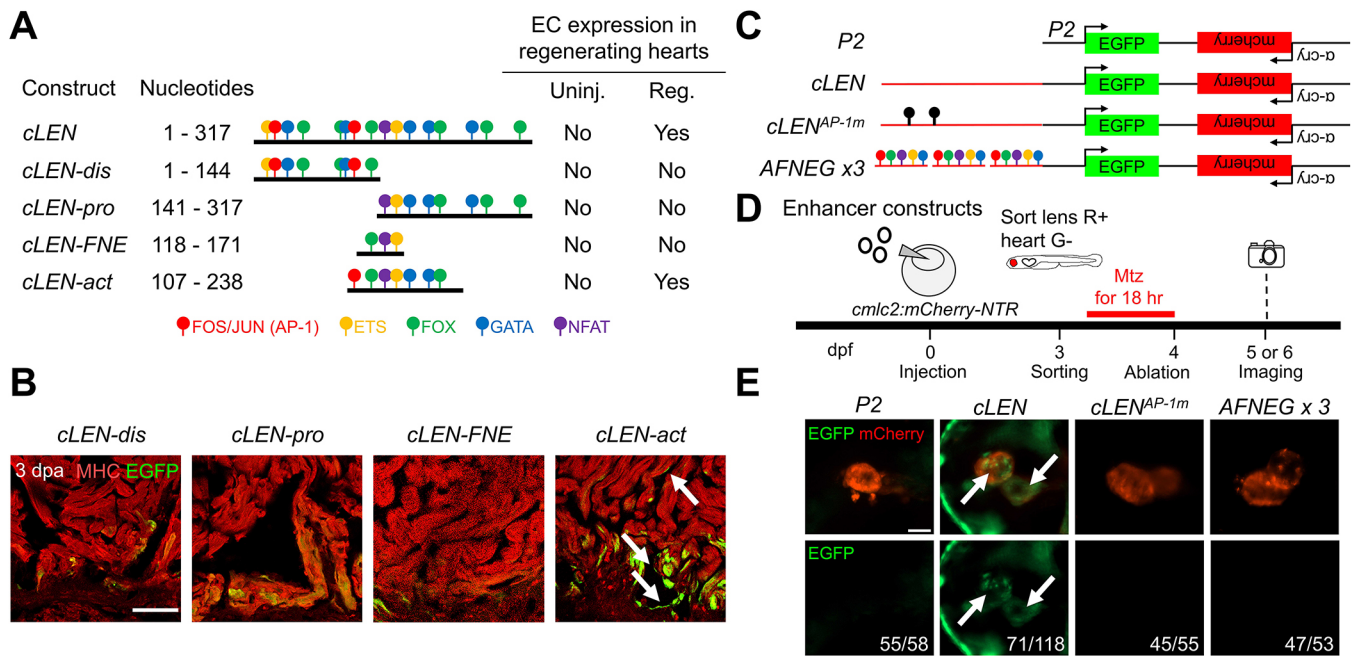 A
EC expression in
regenerating hearts
Construct Nucleotides Uninj. Reg.
cLEN 1 - 317 No Yes
cLEN-dis 1 - 144 No No
cLEN-pro 141 - 317 No No
cLEN-FNE 118 - 171 No No
cLEN-act 107 - 238 No Yes
FOS/JUN (AP-1) ETS FOX GATA NFAT
B
cLEN-dis cLEN-pro cLEN-FNE cLEN-act
3 dpa MHC EGFP
C
P2 P2 EGFP mcherry α-cry
cLEN EGFP mcherry α-cry
cLEN^AP-1m EGFP mcherry α-cry
AFNEG x3 EGFP mcherry α-cry
D
Enhancer constructs
Sort lens R+
heart G-
Mtz
for 18 hr
cmlc2:mCherry-NTR
dpf 0 3 4 5 or 6
Injection Sorting Ablation Imaging
E
P2 cLEN cLEN^AP-1m AFNEG x 3
EGFP mCherry
EGFP
55/58 71/118 45/55 47/53